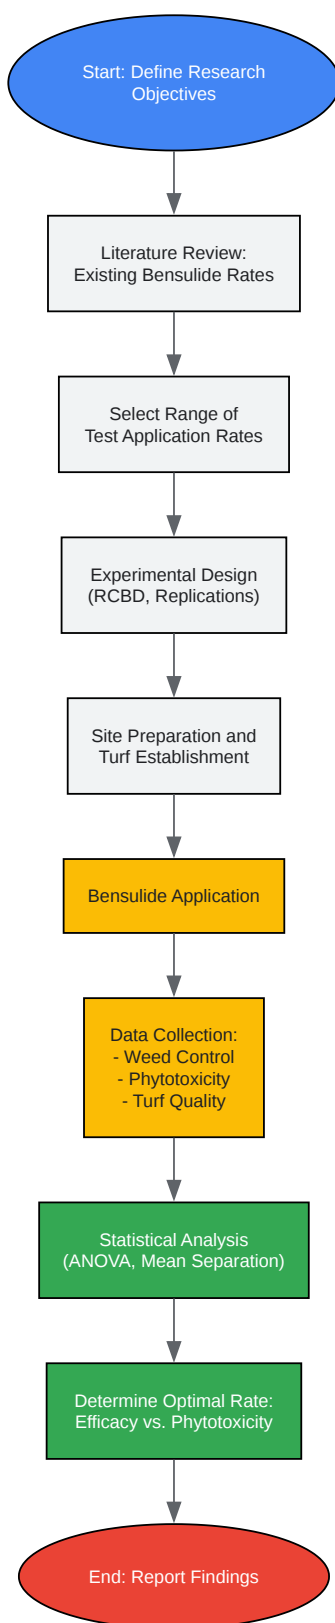 Start: Define Research
Objectives
Literature Review:
Existing Bensulide Rates
Select Range of
Test Application Rates
Experimental Design
(RCBD, Replications)
Site Preparation and
Turf Establishment
Bensulide Application
Data Collection:
- Weed Control
- Phytotoxicity
- Turf Quality
Statistical Analysis
(ANOVA, Mean Separation)
Determine Optimal Rate:
Efficacy vs. Phytotoxicity
End: Report Findings